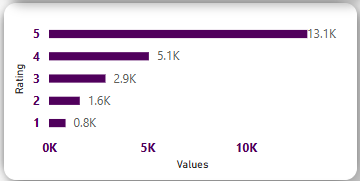 Rating
5 13.1K
4 5.1K
3 2.9K
2 1.6K
1 0.8K
0K 5K 10K
Values